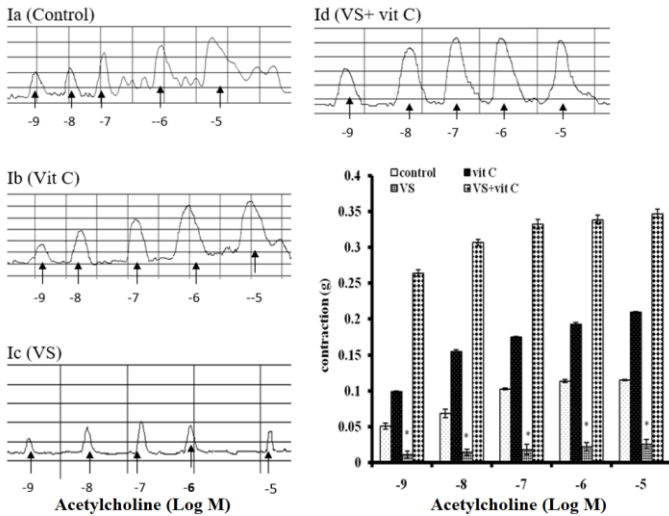 Ia (Control)
-9 -8 -7 -6 -5
Ib (Vit C)
-9 -8 -7 -6 --5
Ic (VS)
-9 -8 -7 -6 -5
Acetylcholine (Log M)
Id (VS+ vit C)
-9 -8 -7 -6 -5
control vit C
VS VS+vit C
0.4
0.35
0.3
0.25
0.2
0.15
0.1
0.05
0
contraction (g)
* * * * *
-9 -8 -7 -6 -5
Acetylcholine (Log M)